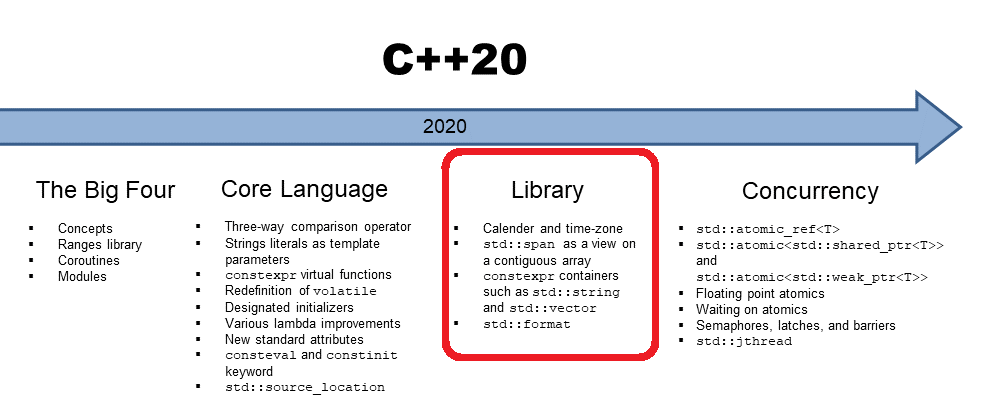 C++20
2020
The Big Four
▪ Concepts
▪ Ranges library
▪ Coroutines
▪ Modules
Core Language
▪ Three-way comparison operator
▪ Strings literals as template
parameters
▪ constexpr virtual functions
▪ Redefinition of volatile
▪ Designated initializers
▪ Various lambda improvements
▪ New standard attributes
▪ consteval and constinit
keyword
▪ std::source_location
Library
▪ Calender and time-zone
▪ std::span as a view on
a contiguous array
▪ constexpr containers
such as std::string
and std::vector
▪ std::format
Concurrency
▪ std::atomic_ref<T>
▪ std::atomic<std::shared_ptr<T>>
and
std::atomic<std::weak_ptr<T>>
▪ Floating point atomics
▪ Waiting on atomics
▪ Semaphores, latches, and barriers
▪ std::jthread